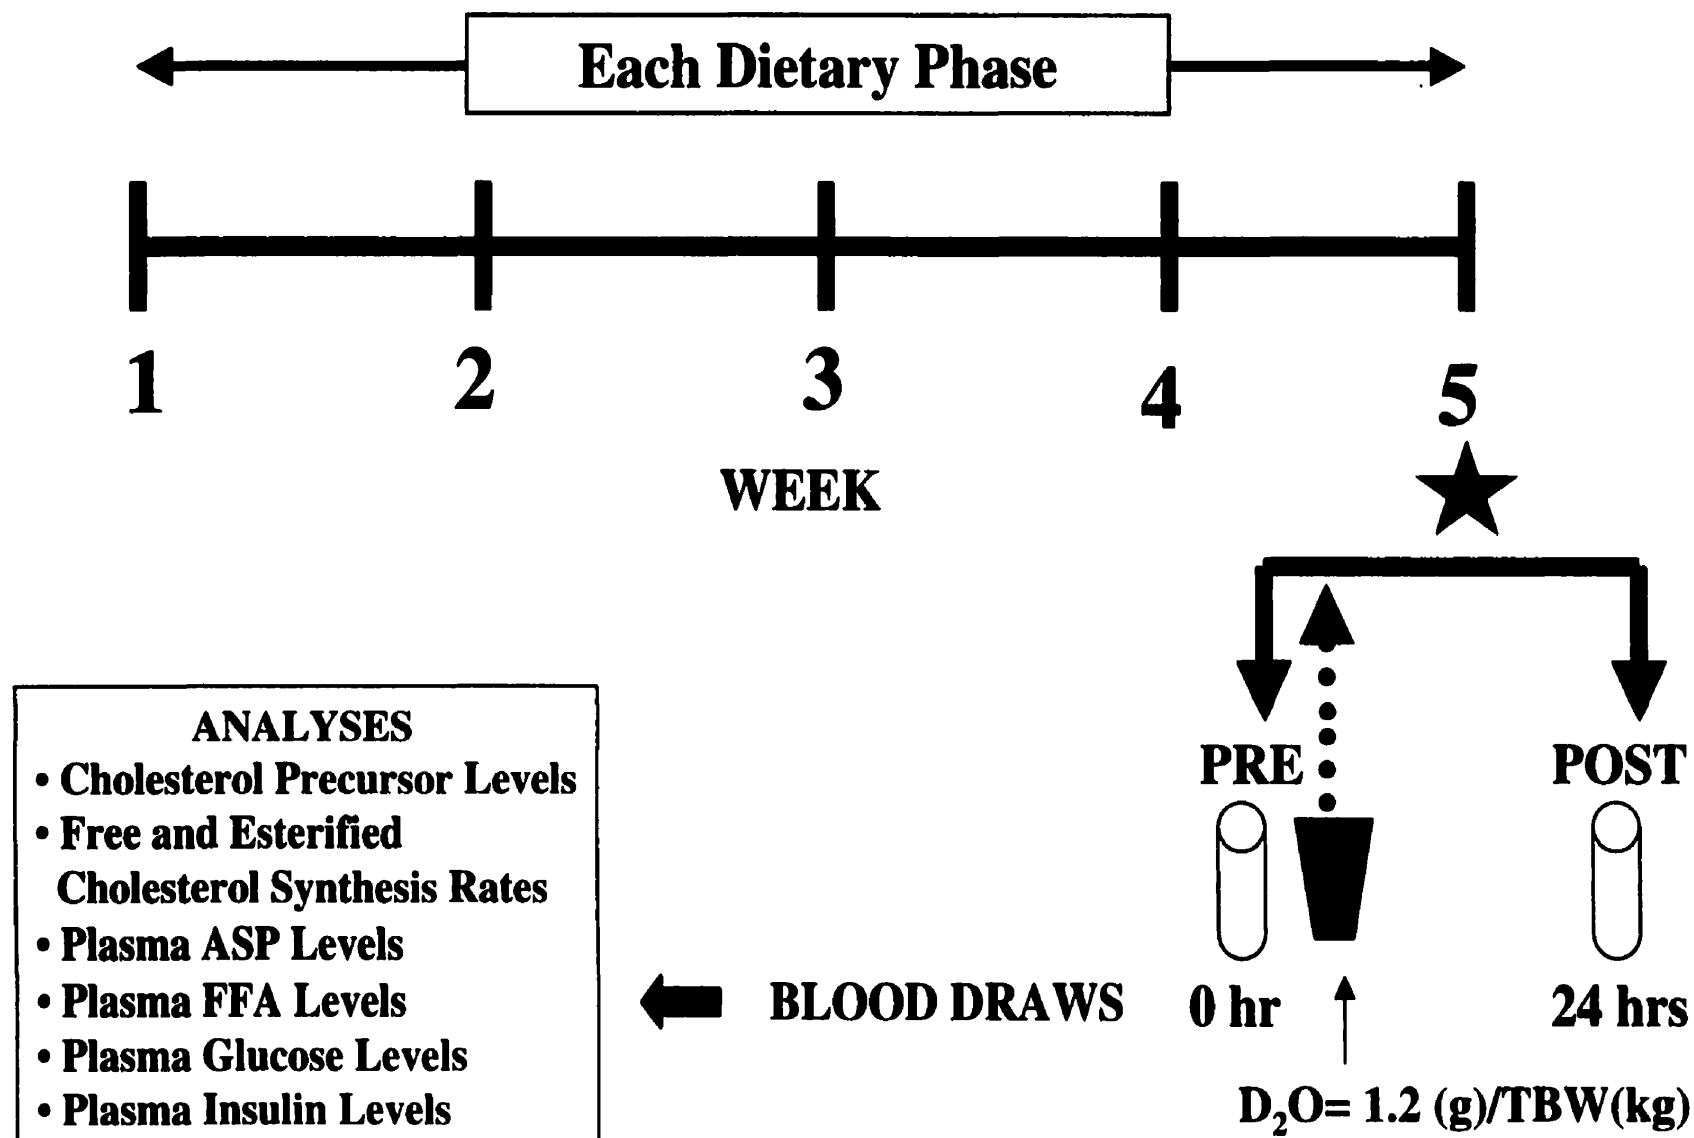 Each Dietary Phase
1 2 3 4 5
WEEK
PRE POST
ANALYSES
• Cholesterol Precursor Levels
• Free and Esterified
Cholesterol Synthesis Rates
• Plasma ASP Levels
• Plasma FFA Levels
• Plasma Glucose Levels
• Plasma Insulin Levels
BLOOD DRAWS
0 hr 24 hrs
D₂O= 1.2 (g)/TBW(kg)